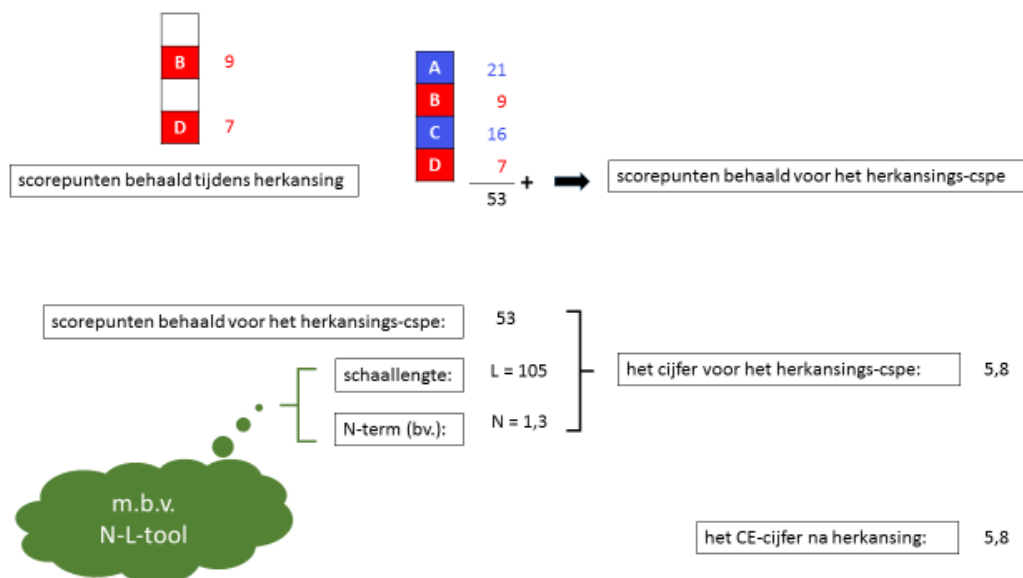 B 9
D 7
scorepunten behaald tijdens herkansing
A 21
B 9
C 16
D 7
+
53
scorepunten behaald voor het herkansings-cspe
scorepunten behaald voor het herkansings-cspe: 53
schaallengte: L = 105
N-term (bv.): N = 1,3
het cijfer voor het herkansings-cspe: 5,8
m.b.v.
N-L-tool
het CE-cijfer na herkansing: 5,8